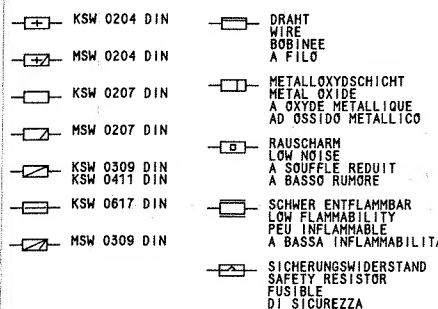 KSW 0204 DIN
MSW 0204 DIN
KSW 0207 DIN
MSW 0207 DIN
KSW 0309 DIN
KSW 0411 DIN
KSW 0617 DIN
MSW 0309 DIN
DRAHT
WIRE
BOBINEE
A FILO
METALLOXYDSCHICHT
METAL OXIDE
A OXYDE METALLIQUE
AD OSSIDO METALLICO
RAUSCHARM
LOW NOISE
A SOUFFLE REDUIT
A BASSO RUMORE
SCHWER ENTFLAMMBAR
LOW FLAMMABILITY
PEU INFLAMMABLE
A BASSA INFLAMMABILITA
SICHERUNGSWIDERSTAND
SAFETY RESISTOR
FUSIBLE
DI SICUREZZA